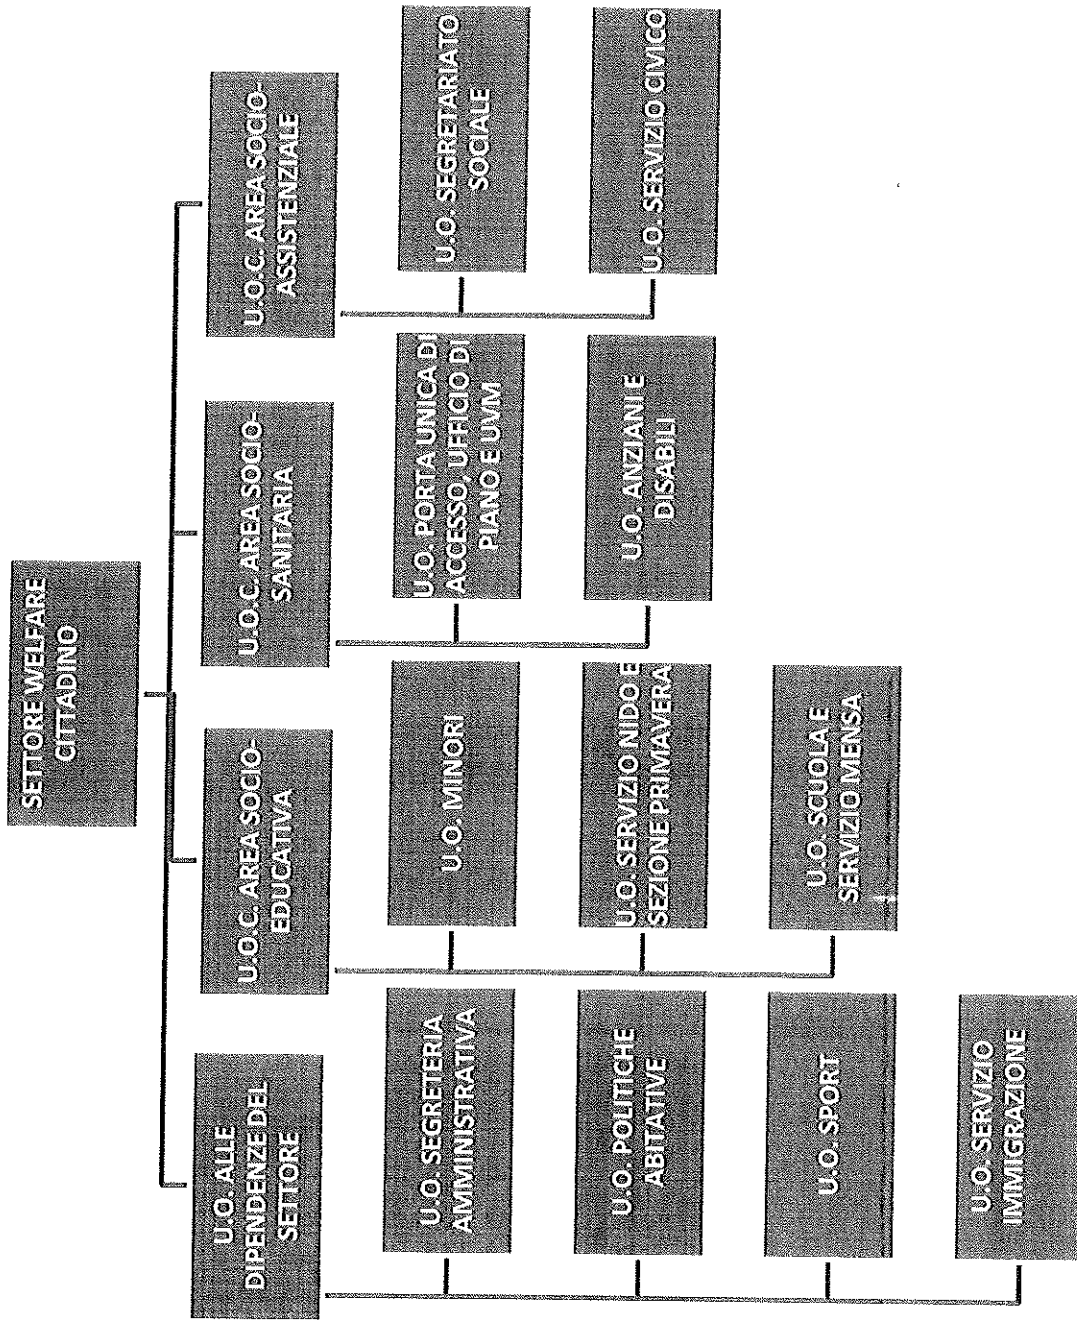 SETTORE WELFARE
CITTADINO
U.O. ALLE
DIPENDENZE DEL
SETTORE
U.O. SEGRETERIA
AMMINISTRATIVA
U.O. POLITICHE
ABITATIVE
U.O. SPORT
U.O. SERVIZIO
IMMIGRAZIONE
U.O.C. AREA SOCIO-
EDUCATIVA
U.O. MINORI
U.O. SERVIZIO NIDO E
SEZIONE PRIMAVERA
U.O. SCUOLA E
SERVIZIO MENSA
U.O.C. AREA SOCIO-
SANITARIA
U.O. PORTA UNICA DI
ACCESSO, UFFICIO DI
PIANO E UVM
U.O. ANZIANI E
DISABILI
U.O.C. AREA SOCIO-
ASSISTENZIALE
U.O. SEGRETARIATO
SOCIALE
U.O. SERVIZIO CIVICO